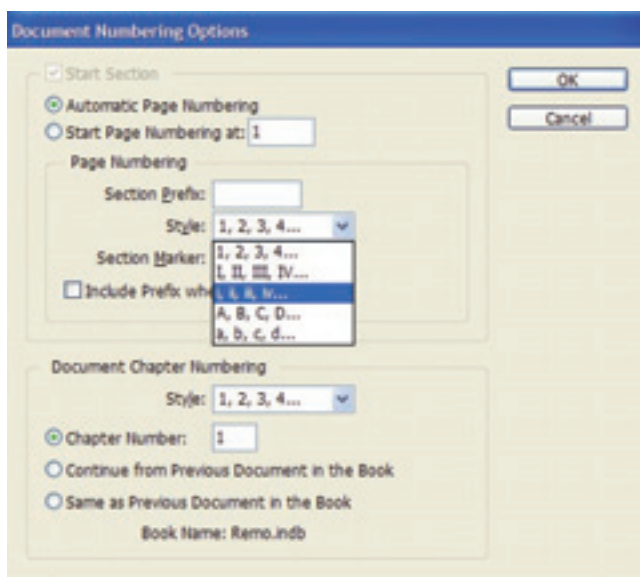 Document Numbering Options
Start Section
OK
Automatic Page Numbering
Cancel
Start Page Numbering at: 1
Page Numbering
Section Prefix:
Style: 1, 2, 3, 4...
Section Marker:
1, 2, 3, 4...
I, II, III, IV...
i, ii, iii, iv...
Include Prefix whe
A, B, C, D...
a, b, c, d...
Document Chapter Numbering
Style: 1, 2, 3, 4...
Chapter Number: 1
Continue from Previous Document in the Book
Same as Previous Document in the Book
Book Name: Remo.indb